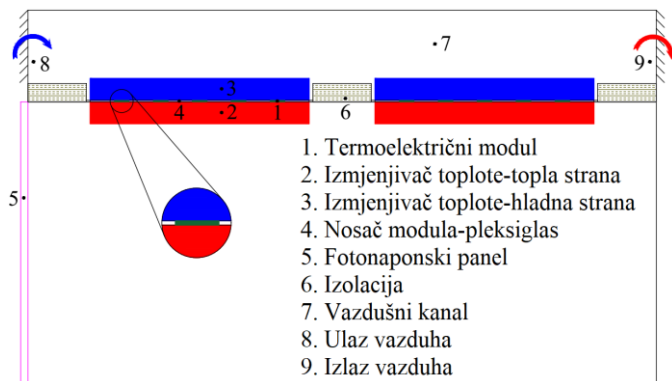 7
8
9
3
4
2
1
6
5
1. Termoelektrični modul
2. Izmjenjivač toplote-topla strana
3. Izmjenjivač toplote-hladna strana
4. Nosač modula-pleksiglas
5. Fotonaponski panel
6. Izolacija
7. Vazdušni kanal
8. Ulaz vazduha
9. Izlaz vazduha